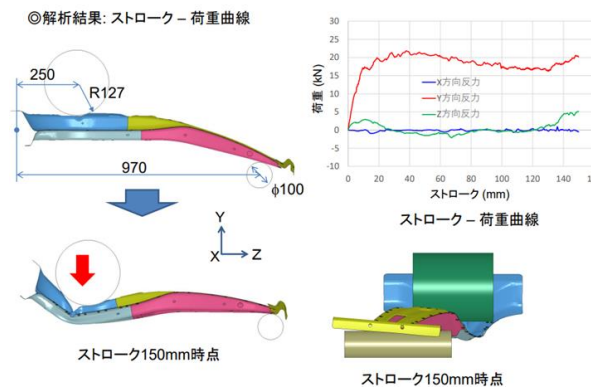 ◎解析結果: ストローク – 荷重曲線
250
R127
970
φ100
Y
X
Z
ストローク150mm時点
荷重 (kN)
25
20
15
10
5
0
-5
-10
X方向反力
Y方向反力
Z方向反力
0 20 40 60 80 100 120 140 160
ストローク (mm)
ストローク – 荷重曲線
ストローク150mm時点